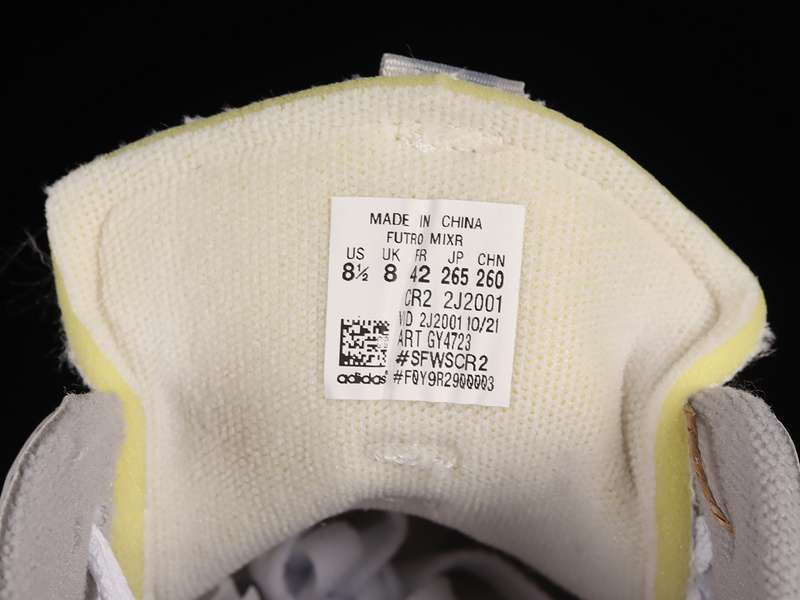 MADE IN CHINA
FUTRO MIXR
US UK FR JP CHN
8½ 8 42 265 260
CR2 2J2001
2J2001 10/21
ART GY4723
#SFWSCR2
adidas #F0Y9R2900003